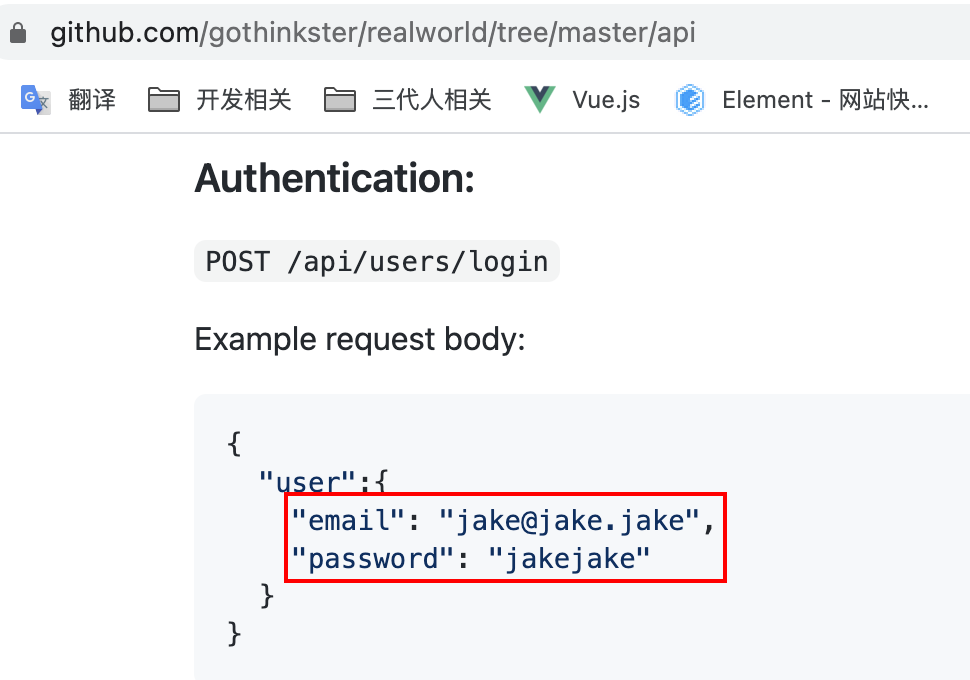 github.com/gothinkster/realworld/tree/master/api
翻译 开发相关 三代人相关 Vue.js Element - 网站快...
Authentication:
POST /api/users/login
Example request body:
{
"user":{
"email": "jake@jake.jake",
"password": "jakejake"
}
}